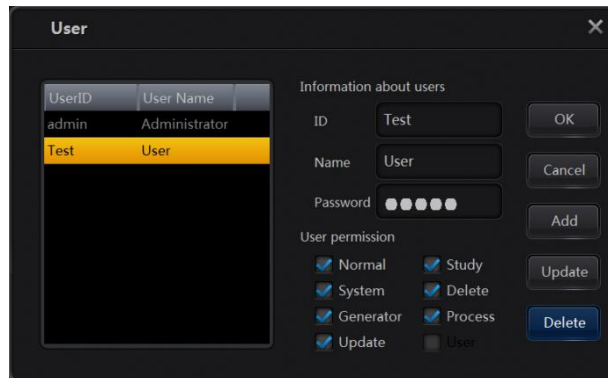 User
UserID User Name
admin Administrator
Test User
Information about users
ID Test
Name User
Password
User permission
Normal Study
System Delete
Generator Process
Update User
OK
Cancel
Add
Update
Delete